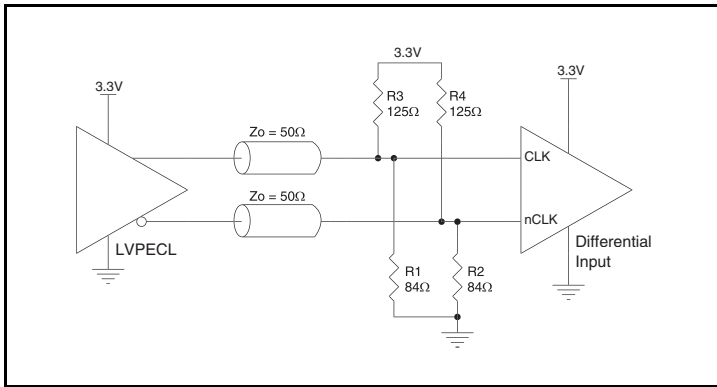 3.3V
3.3V
3.3V
R3
125Ω
R4
125Ω
Zo = 50Ω
CLK
Zo = 50Ω
nCLK
LVPECL
Differential
Input
R1
84Ω
R2
84Ω